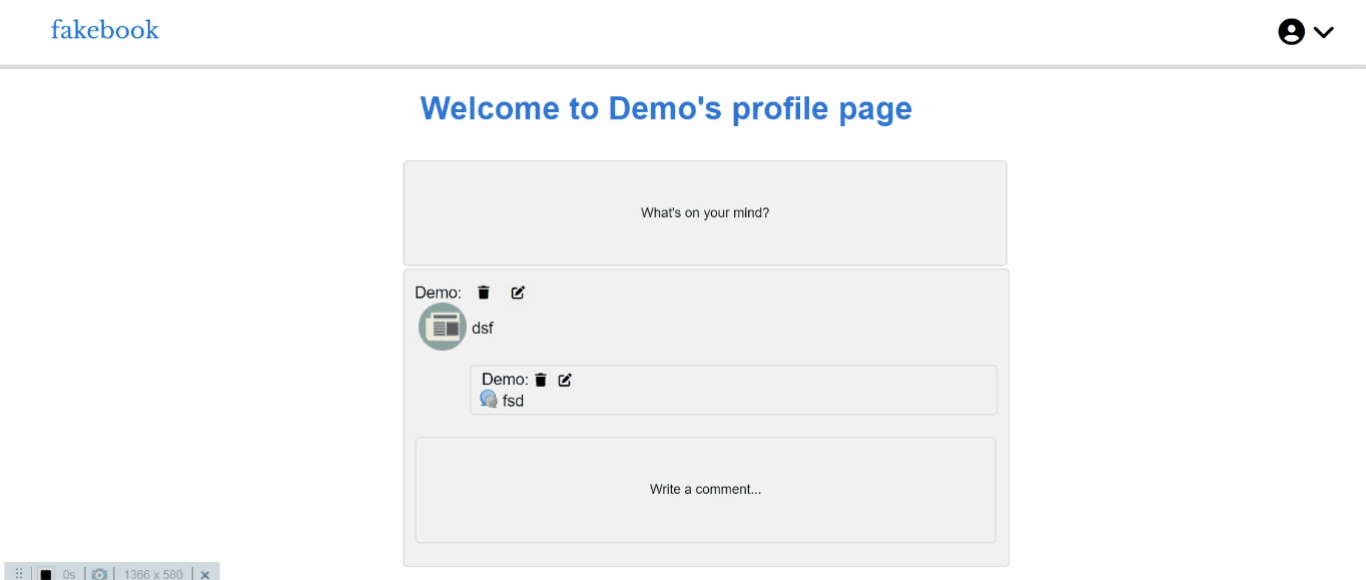 fakebook
Welcome to Demo's profile page
What's on your mind?
Demo:
dsf
Demo:
fsd
Write a comment...
0s 1366 x 580